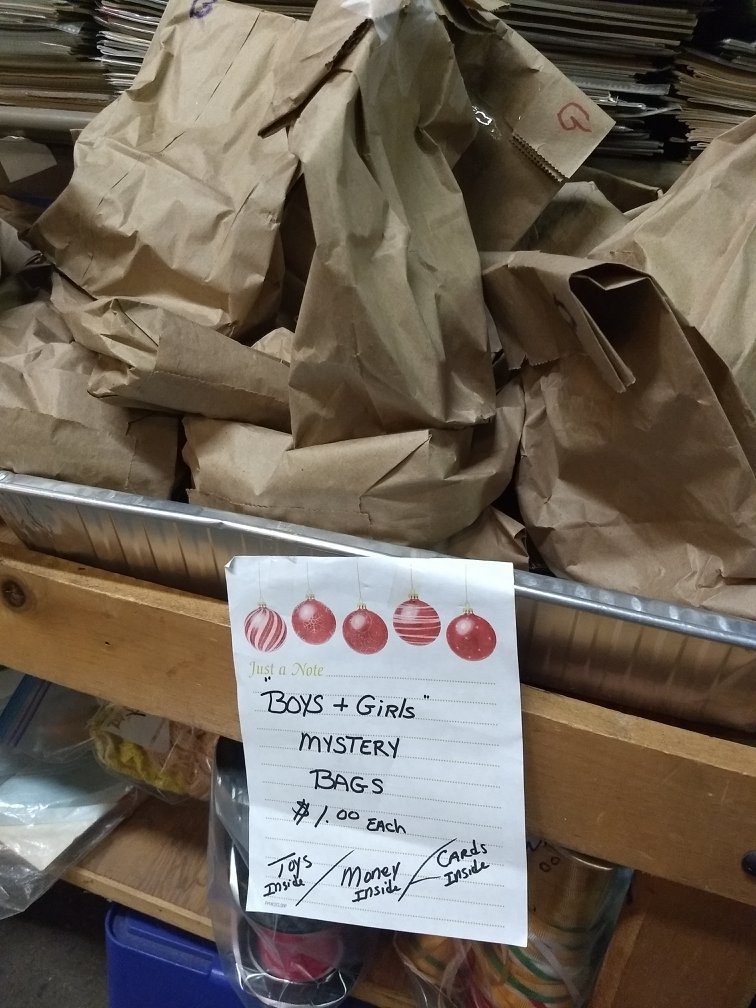 G
G
Just a Note
"BOYS + GIRLS"
MYSTERY
BAGS
$1.00 EACH
TOYS Inside / Money Inside / CARDS Inside